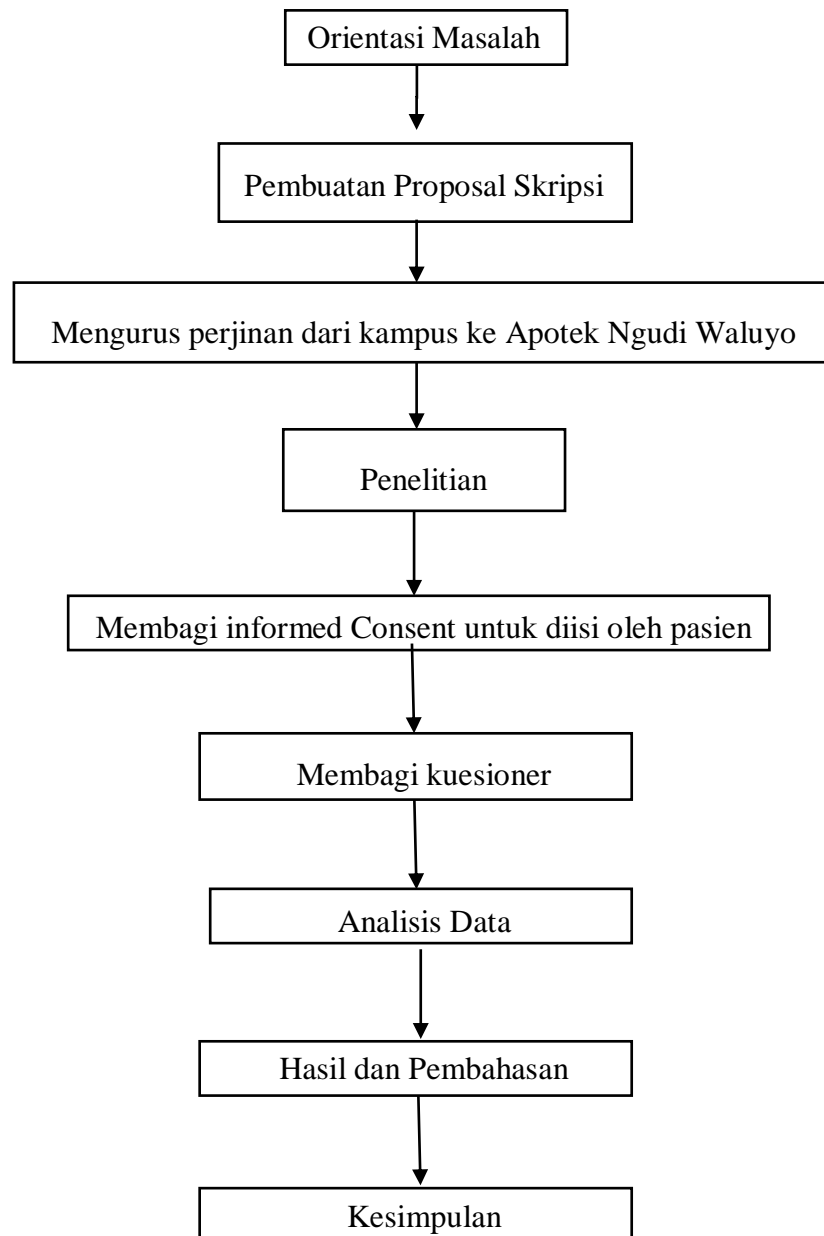 Orientasi Masalah
Pembuatan Proposal Skripsi
Mengurus perjinan dari kampus ke Apotek Ngudi Waluyo
Penelitian
Membagi informed Consent untuk diisi oleh pasien
Membagi kuesioner
Analisis Data
Hasil dan Pembahasan
Kesimpulan